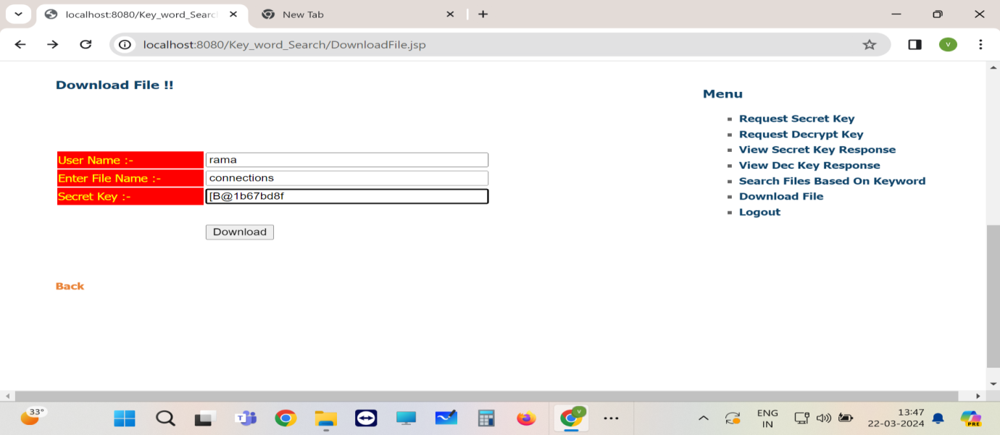 localhost:8080/Key_word_Searc
New Tab
localhost:8080/Key_word_Search/DownloadFile.jsp
V
Download File !!
User Name :- rama
Enter File Name :- connections
Secret Key :- [B@1b67bd8f
Download
Back
Menu
Request Secret Key
Request Decrypt Key
View Secret Key Response
View Dec Key Response
Search Files Based On Keyword
Download File
Logout
33°
T
V
ENG
IN
13:47
22-03-2024
PRE